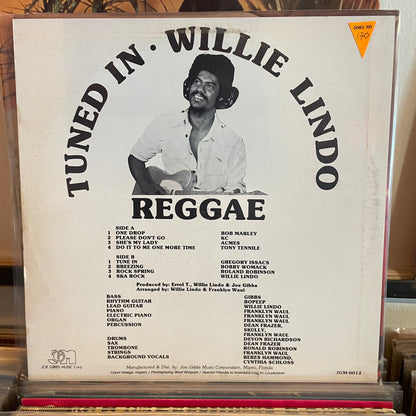 TUNED IN · WILLIE LINDO
170
REGGAE
SIDE A
1 ONE DROP BOB MARLEY
2 PLEASE DON'T GO KC
3 SHE'S MY LADY ACMES
4 DO IT TO ME ONE MORE TIME TONY TENNILE
SIDE B
1 TUNE IN GREGORY ISSACS
2 BREEZING BOBBY WOMACK
3 ROCK SPRING ROLAND ROBINSON
4 SKA ROCK WILLIE LINDO
Produced by: Errol T., Willie Lindo & Joe Gibbs
Arranged by: Willie Lindo & Franklyn Waul
BASS GIBBS
RHYTHM GUITAR BOPEEP
LEAD GUITAR WILLIE LINDO
PIANO FRANKLYN WAUL
ELECTRIC PIANO FRANKLYN WAUL
ORGAN FRANKLYN WAUL
PERCUSSION DEAN FRAZER,
SKULLY,
FRANKLYN WAUL
DRUMS DEVON RICHARDSON
SAX DEAN FRAZER
TROMBONE RONALD ROBINSON
STRINGS FRANKLYN WAUL
BACKGROUND VOCALS BERES HAMMOND,
CYNTHIA SCHLOSS
JOE GIBBS MUSIC Corp.
Manufactured & Dist. by: Joe Gibbs Music Corporation, Miami, Florida
JGM-6012